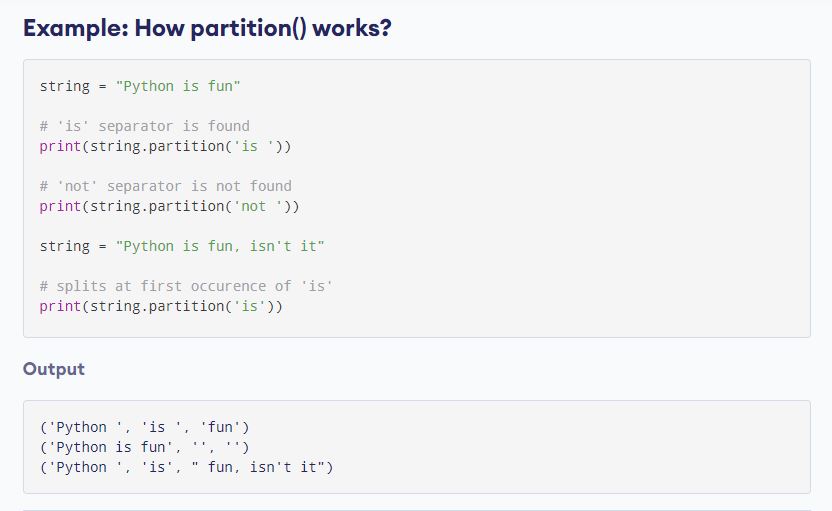 Example: How partition() works?
string = "Python is fun"
# 'is' separator is found
print(string.partition('is '))
# 'not' separator is not found
print(string.partition('not '))
string = "Python is fun, isn't it"
# splits at first occurence of 'is'
print(string.partition('is'))
Output
('Python ', 'is ', 'fun')
('Python is fun', '', '')
('Python ', 'is', " fun, isn't it")